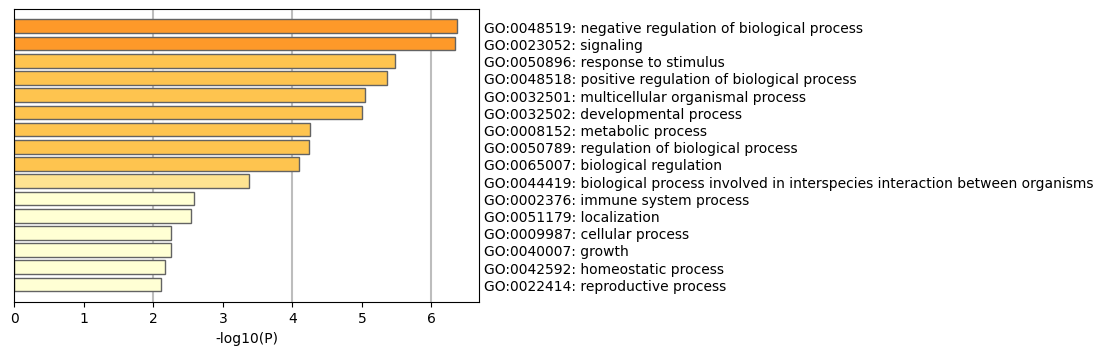 GO:0048519: negative regulation of biological process
GO:0023052: signaling
GO:0050896: response to stimulus
GO:0048518: positive regulation of biological process
GO:0032501: multicellular organismal process
GO:0032502: developmental process
GO:0008152: metabolic process
GO:0050789: regulation of biological process
GO:0065007: biological regulation
GO:0044419: biological process involved in interspecies interaction between organisms
GO:0002376: immune system process
GO:0051179: localization
GO:0009987: cellular process
GO:0040007: growth
GO:0042592: homeostatic process
GO:0022414: reproductive process
0 1 2 3 4 5 6
-log10(P)